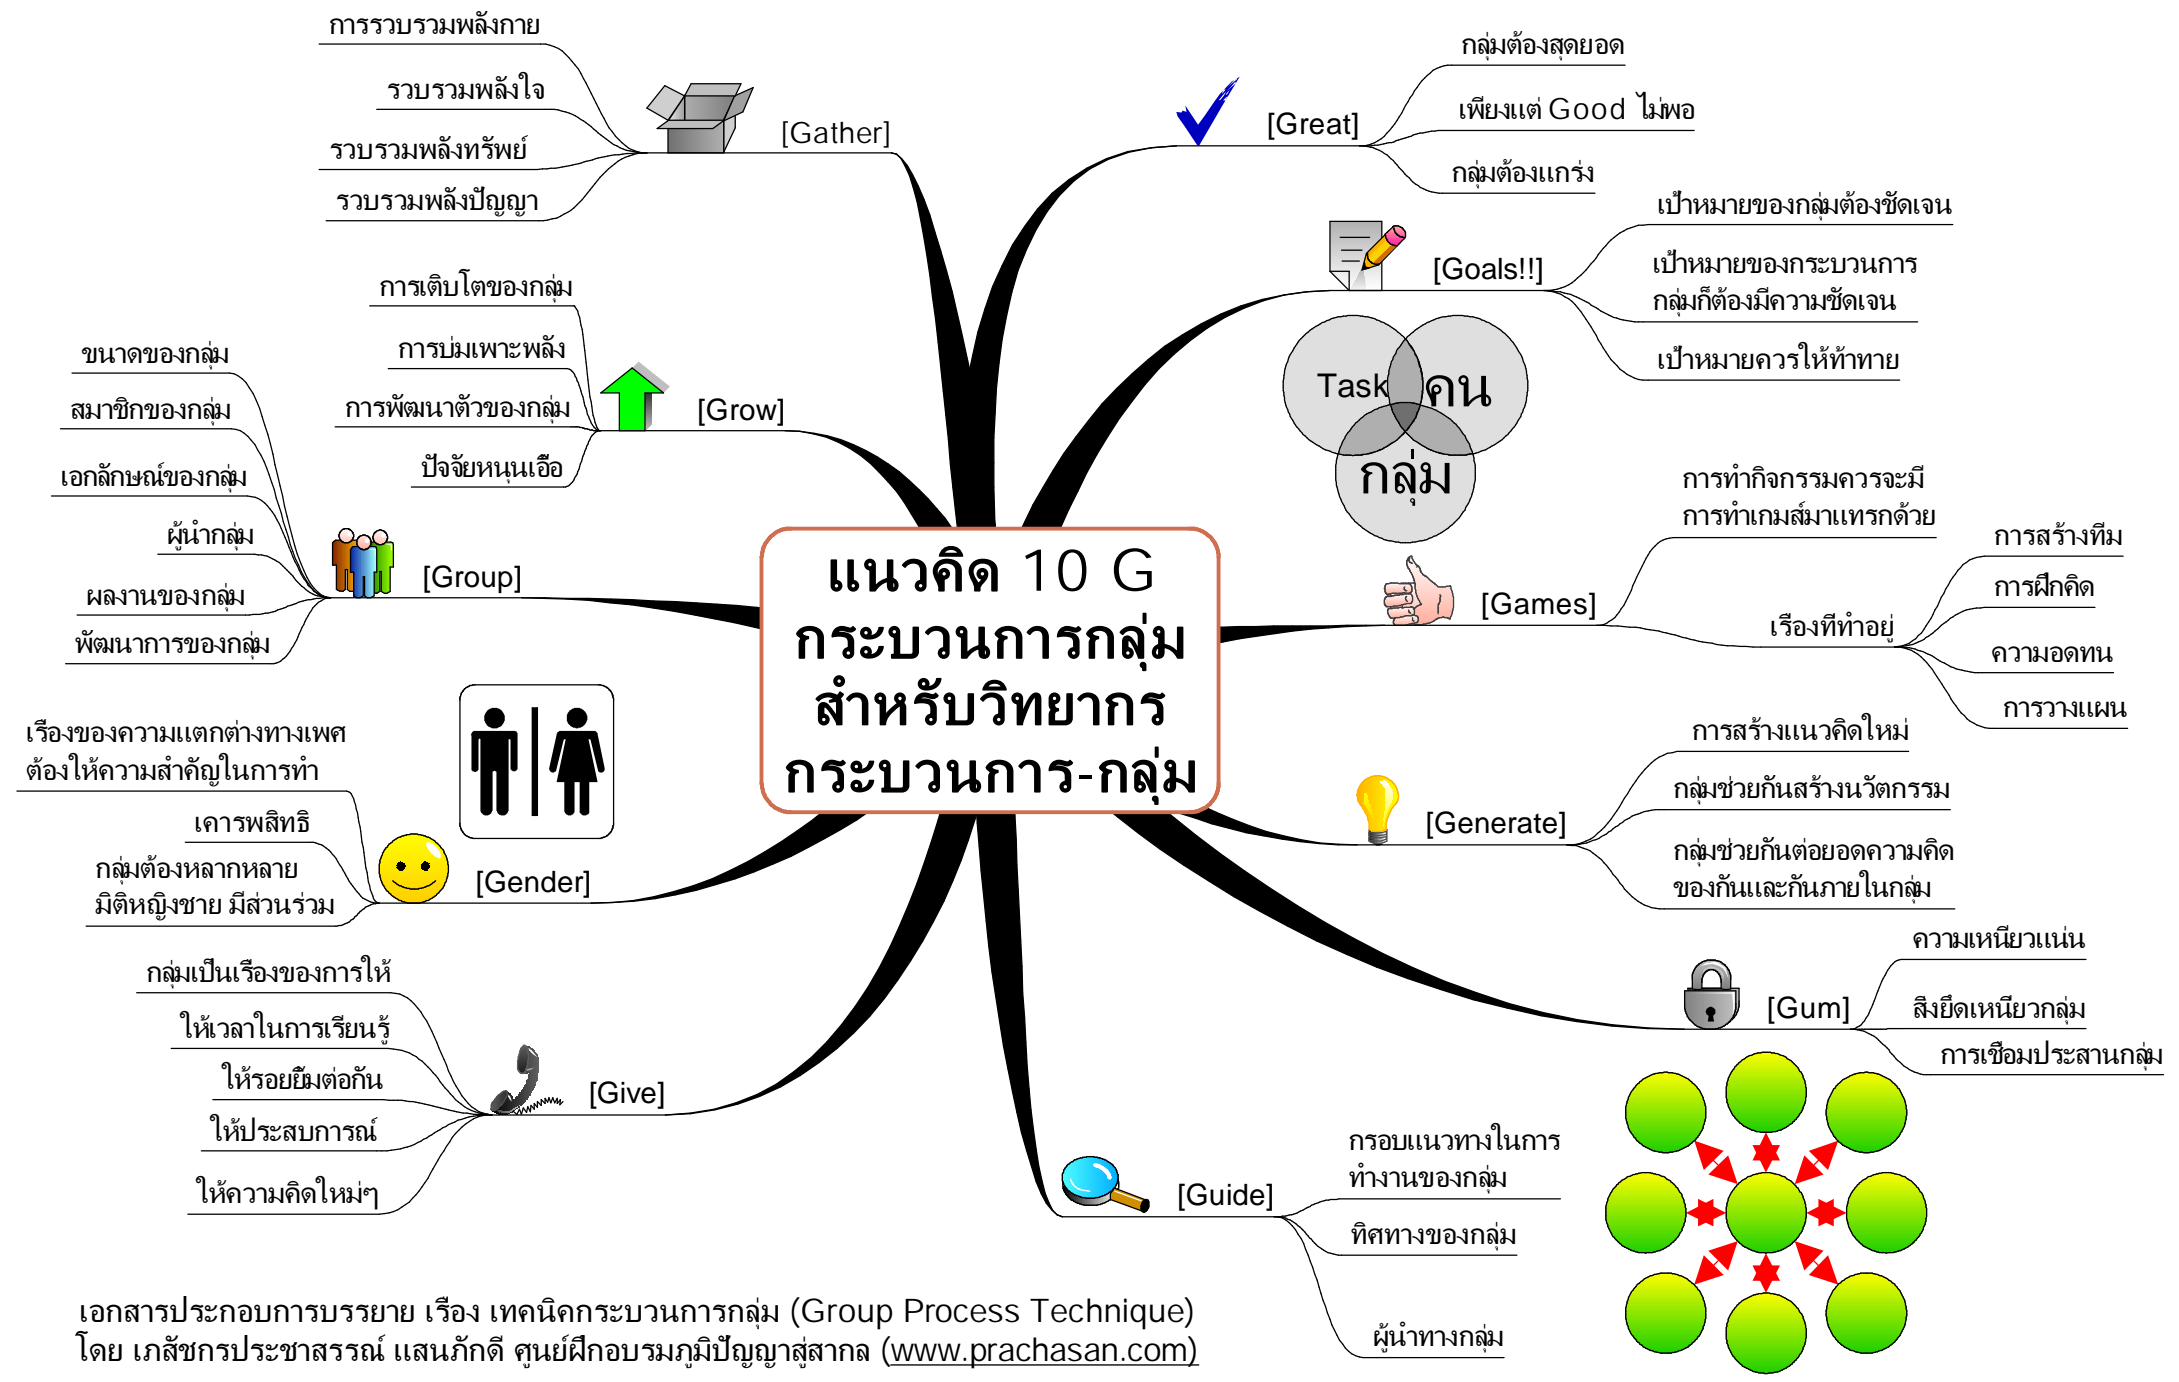 แนวคิด 10 G
กระบวนการกลุ่ม
สำหรับวิทยากร
กระบวนการ-กลุ่ม
[Great]
กลุ่มต้องสุดยอด
เพียงแต่ Good ไม่พอ
กลุ่มต้องแกร่ง
[Goals!!]
เป้าหมายของกลุ่มต้องชัดเจน
เป้าหมายของกระบวนการ
กลุ่มก็ต้องมีความชัดเจน
เป้าหมายควรให้ท้าทาย
Task
คน
กลุ่ม
[Games]
การทำกิจกรรมควรจะมี
การทำเกมส์มาแทรกด้วย
เรื่องที่ทำอยู่
การสร้างทีม
การฝึกคิด
ความอดทน
การวางแผน
[Generate]
การสร้างแนวคิดใหม่
กลุ่มช่วยกันสร้างนวัตกรรม
กลุ่มช่วยกันต่อยอดความคิด
ของกันและกันภายในกลุ่ม
[Gum]
ความเหนียวแน่น
สิ่งยึดเหนี่ยวกลุ่ม
การเชื่อมประสานกลุ่ม
[Guide]
กรอบแนวทางในการ
ทำงานของกลุ่ม
ทิศทางของกลุ่ม
ผู้นำทางกลุ่ม
[Give]
กลุ่มเป็นเรื่องของการให้
ให้เวลาในการเรียนรู้
ให้รอยยิ้มต่อกัน
ให้ประสบการณ์
ให้ความคิดใหม่ๆ
[Gender]
เรื่องของความแตกต่างทางเพศ
ต้องให้ความสำคัญในการทำ
เคารพสิทธิ
กลุ่มต้องหลากหลาย
มิติหญิงชาย มีส่วนร่วม
[Group]
ขนาดของกลุ่ม
สมาชิกของกลุ่ม
เอกลักษณ์ของกลุ่ม
ผู้นำกลุ่ม
ผลงานของกลุ่ม
พัฒนาการของกลุ่ม
[Grow]
การเติบโตของกลุ่ม
การบ่มเพาะพลัง
การพัฒนาตัวของกลุ่ม
ปัจจัยหนุนเอื้อ
[Gather]
การรวบรวมพลังกาย
รวบรวมพลังใจ
รวบรวมพลังทรัพย์
รวบรวมพลังปัญญา
เอกสารประกอบการบรรยาย เรื่อง เทคนิคกระบวนการกลุ่ม (Group Process Technique)
โดย เภสัชกรประชาสรรณ์ แสนภักดี ศูนย์ฝึกอบรมภูมิปัญญาสู่สากล (www.prachasan.com)